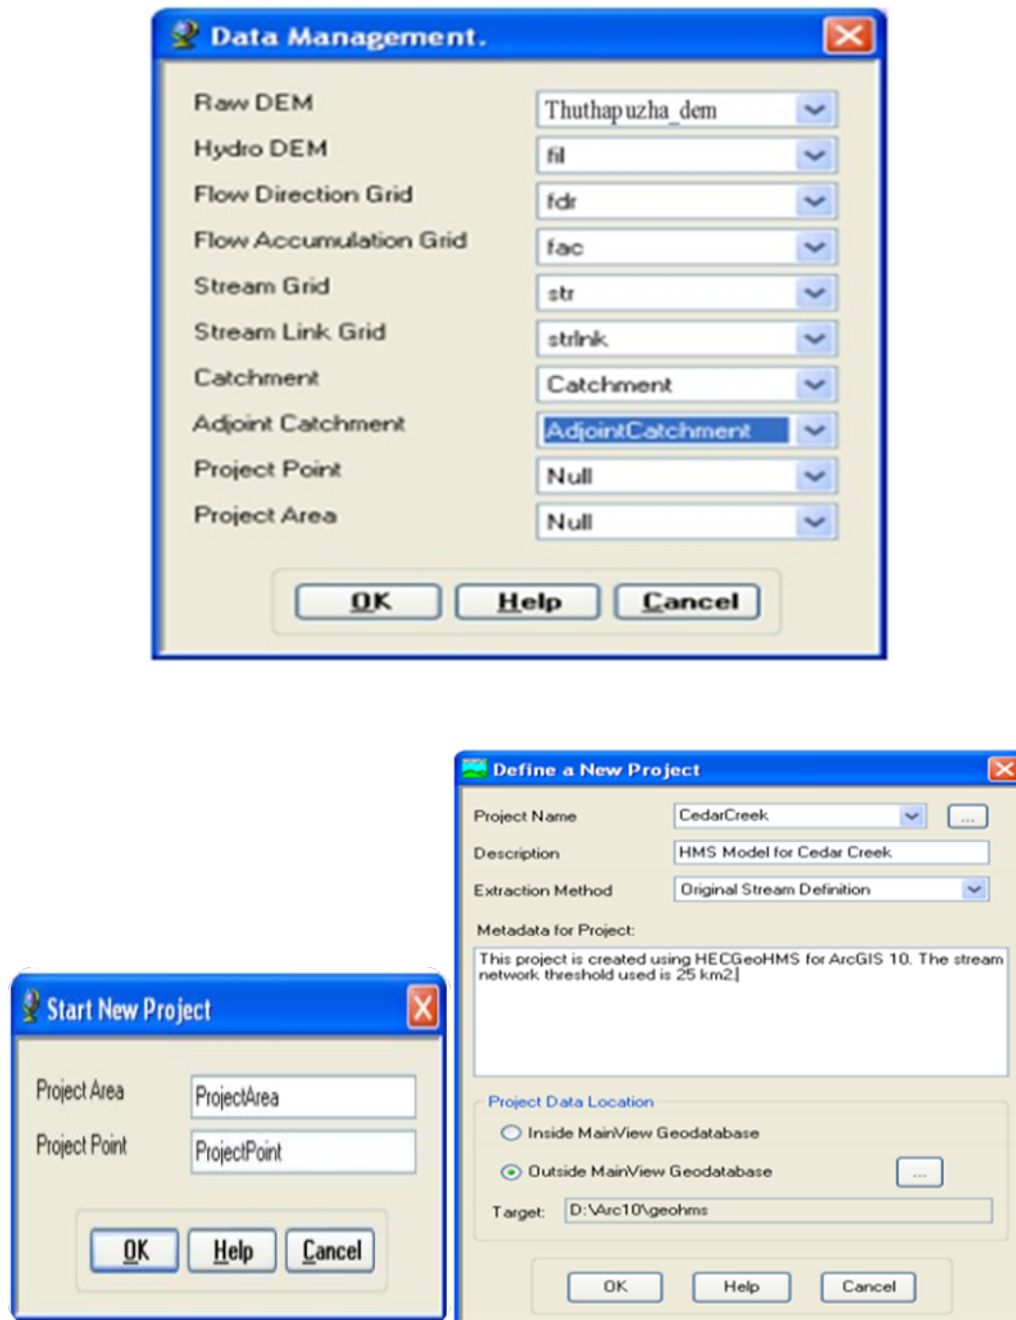 Data Management.
Raw DEM Thuthapuzha_dem
Hydro DEM fil
Flow Direction Grid fdr
Flow Accumulation Grid fac
Stream Grid str
Stream Link Grid strlnk
Catchment Catchment
Adjoint Catchment AdjointCatchment
Project Point Null
Project Area Null
OK Help Cancel
Start New Project
Project Area ProjectArea
Project Point ProjectPoint
OK Help Cancel
Define a New Project
Project Name CedarCreek ...
Description HMS Model for Cedar Creek
Extraction Method Original Stream Definition
Metadata for Project:
This project is created using HECGeoHMS for ArcGIS 10. The stream
network threshold used is 25 km2.
Project Data Location
Inside MainView Geodatabase
Outside MainView Geodatabase ...
Target: D:\Arc10\geohms
OK Help Cancel